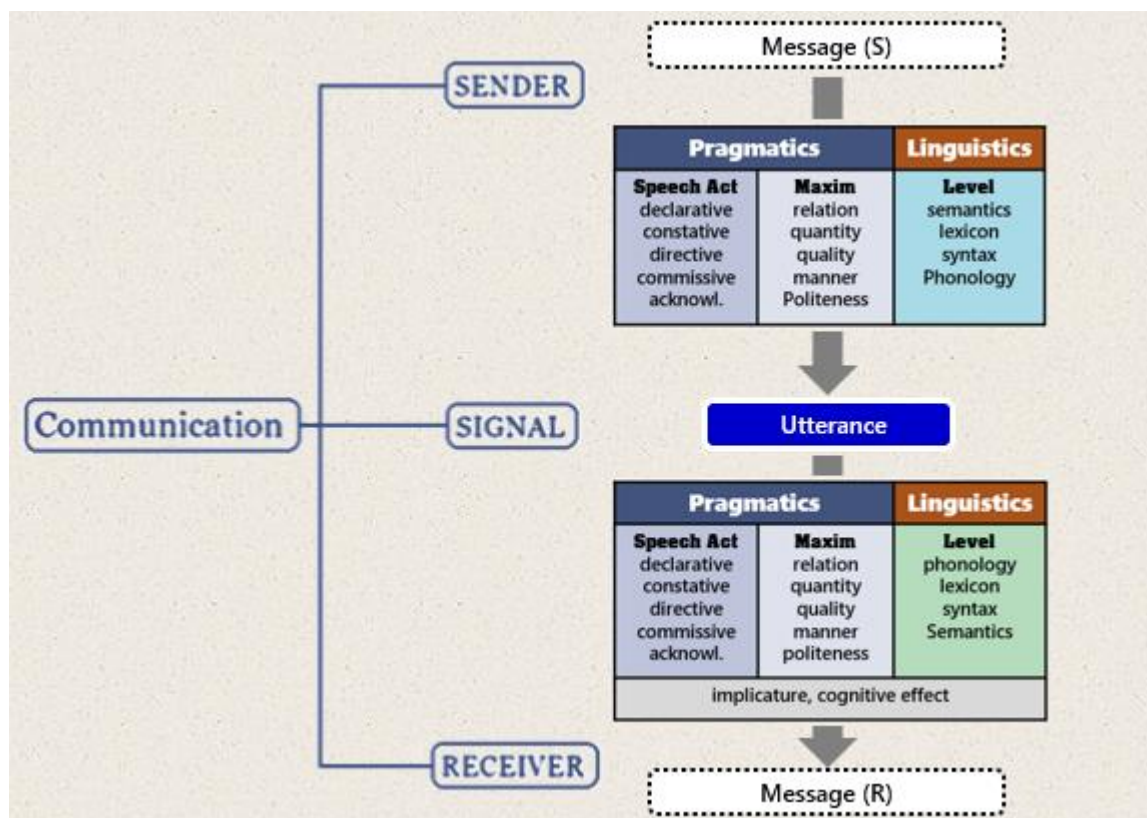 Communication
SENDER
SIGNAL
RECEIVER
Message (S)
Pragmatics Linguistics
Speech Act Maxim Level
declarative relation semantics
constative quantity lexicon
directive quality syntax
commissive manner Phonology
acknowl. Politeness
Utterance
Pragmatics Linguistics
Speech Act Maxim Level
declarative relation phonology
constative quantity lexicon
directive quality syntax
commissive manner Semantics
acknowl. politeness
implicature, cognitive effect
Message (R)